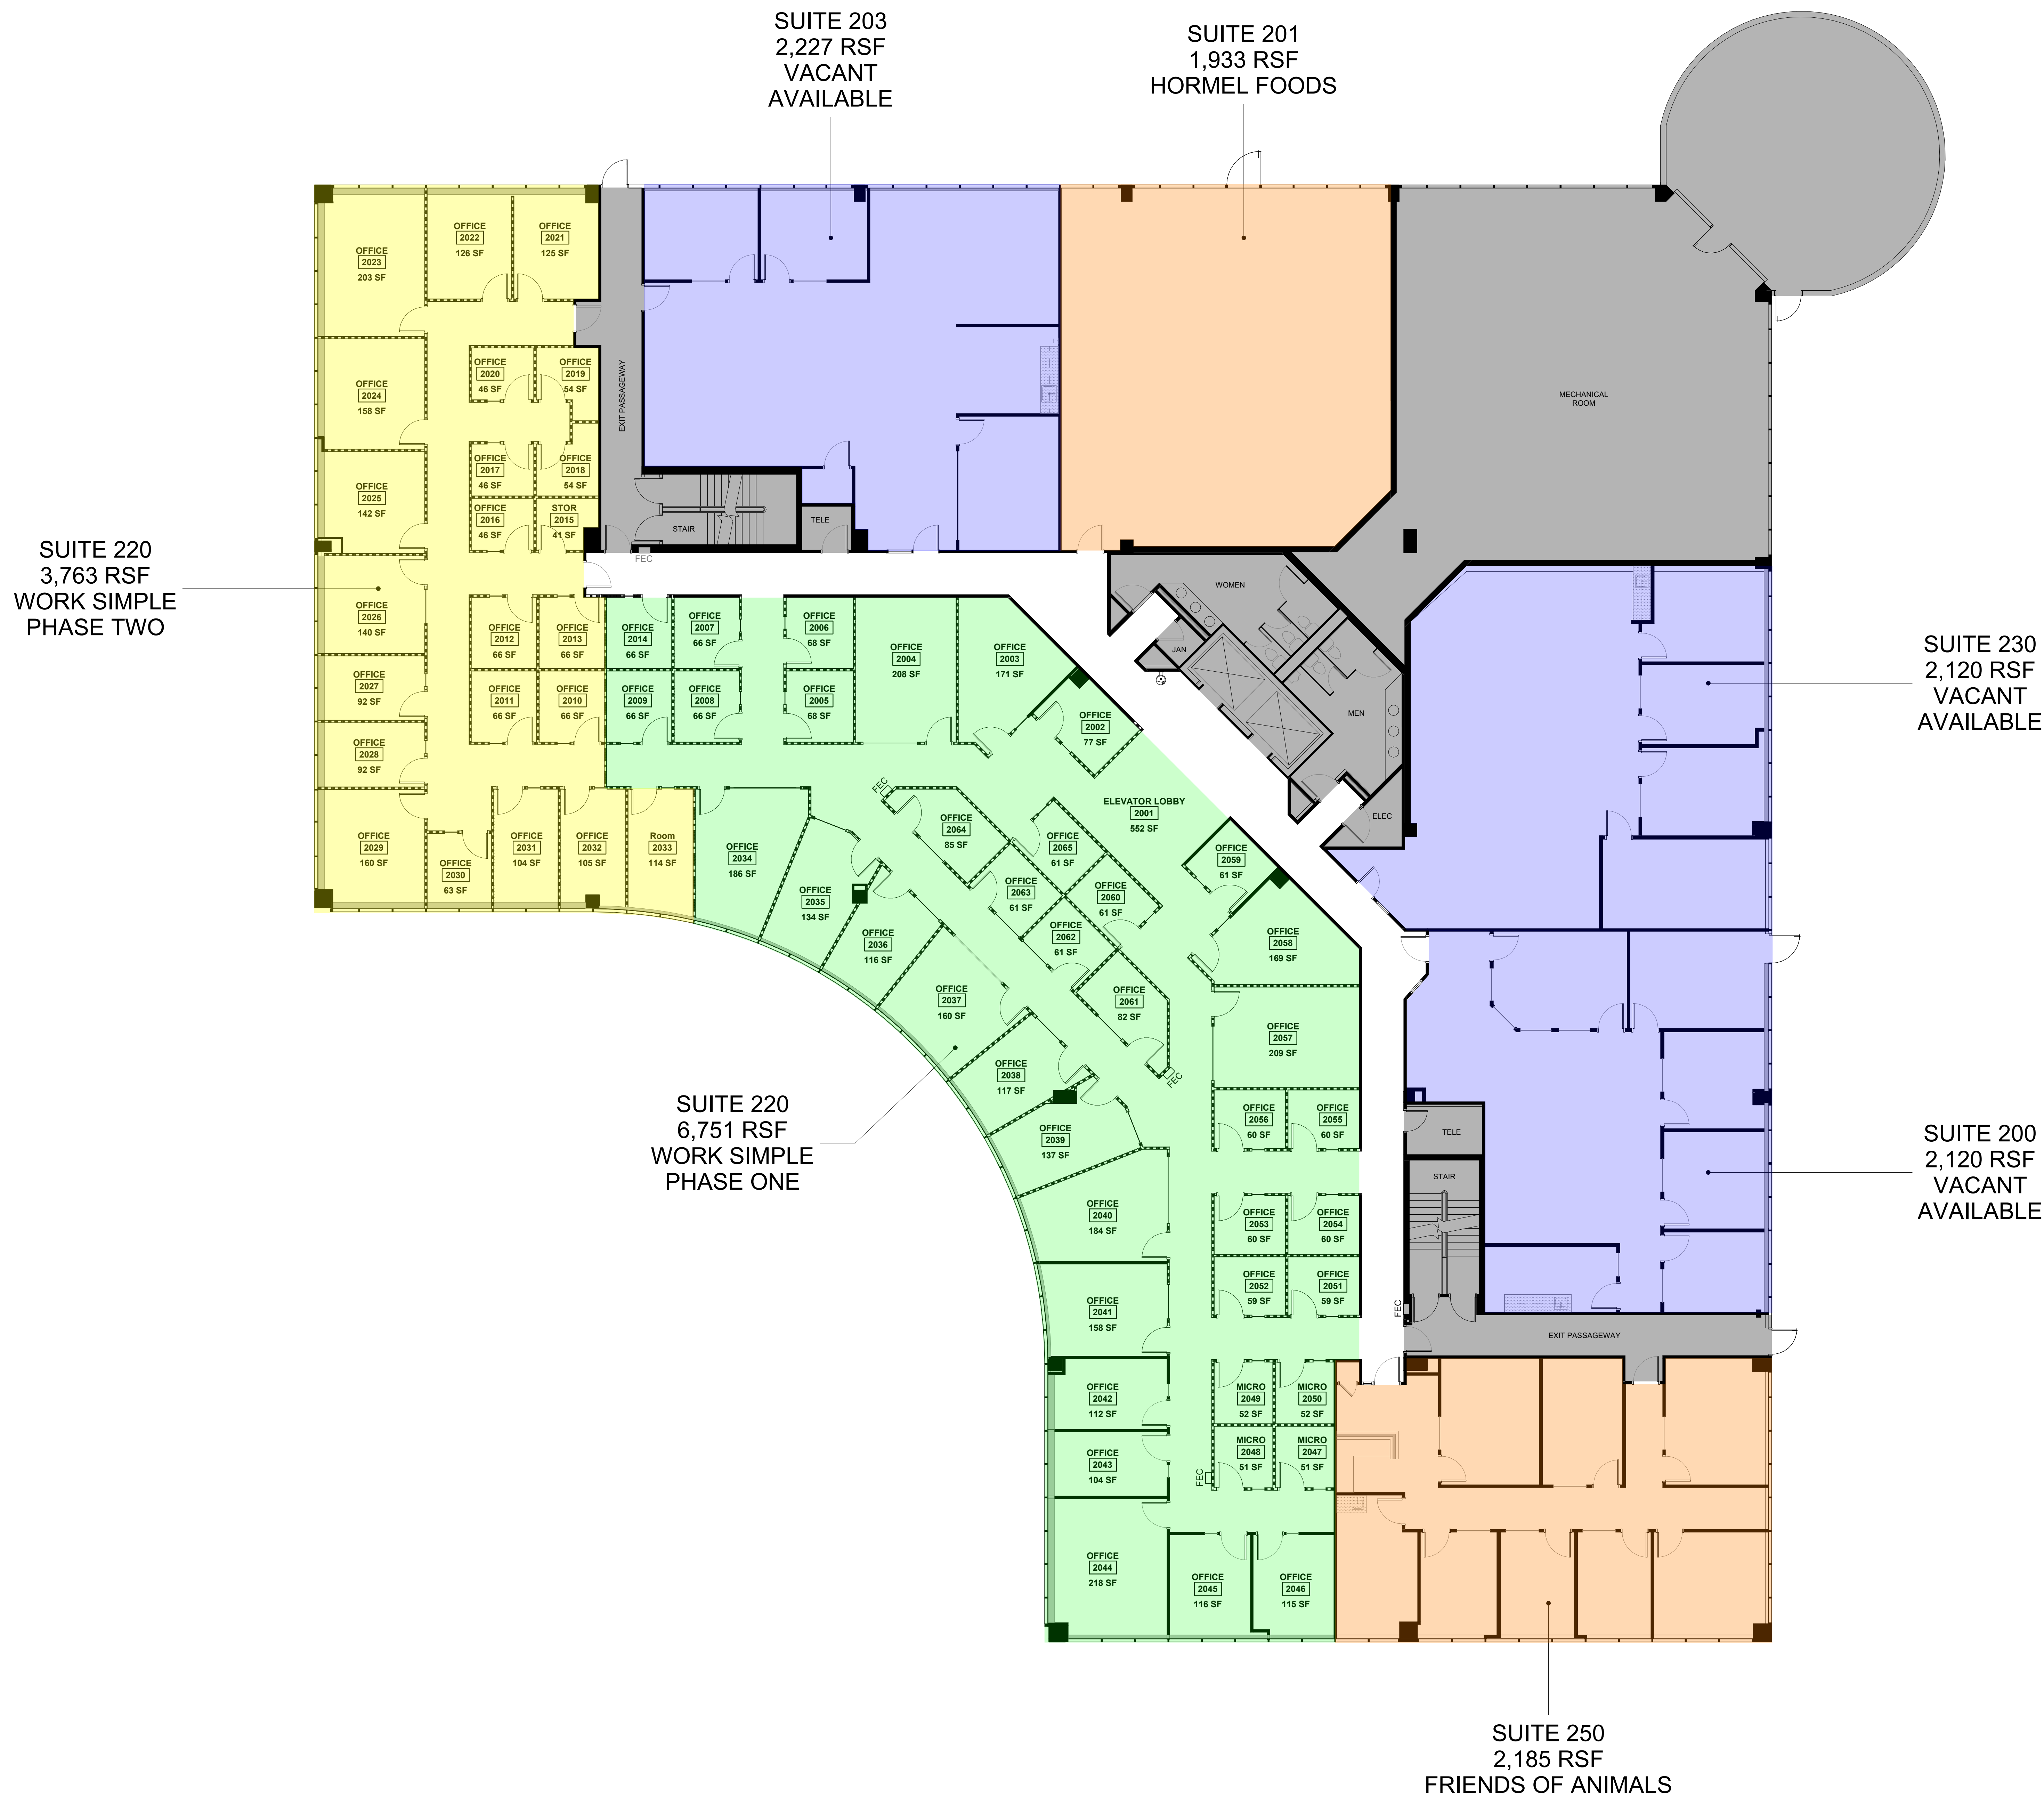 SUITE 203
2,227 RSF
VACANT
AVAILABLE
SUITE 201
1,933 RSF
HORMEL FOODS
OFFICE
2023
203 SF
OFFICE
2022
126 SF
OFFICE
2021
125 SF
OFFICE
2020
46 SF
OFFICE
2019
54 SF
OFFICE
2024
158 SF
EXIT PASSAGEWAY
MECHANICAL
ROOM
OFFICE
2017
46 SF
OFFICE
2018
54 SF
OFFICE
2025
142 SF
OFFICE
2016
46 SF
STOR
2015
41 SF
STAIR
TELE
FEC
SUITE 220
3,763 RSF
WORK SIMPLE
PHASE TWO
OFFICE
2026
140 SF
OFFICE
2012
66 SF
OFFICE
2013
66 SF
OFFICE
2014
66 SF
OFFICE
2007
66 SF
OFFICE
2006
68 SF
OFFICE
2004
208 SF
OFFICE
2003
171 SF
WOMEN
JAN
MEN
ELEC
SUITE 230
2,120 RSF
VACANT
AVAILABLE
OFFICE
2027
92 SF
OFFICE
2011
66 SF
OFFICE
2010
66 SF
OFFICE
2009
66 SF
OFFICE
2008
66 SF
OFFICE
2005
68 SF
OFFICE
2002
77 SF
OFFICE
2028
92 SF
FEC
ELEVATOR LOBBY
2001
552 SF
OFFICE
2029
160 SF
OFFICE
2030
63 SF
OFFICE
2031
104 SF
OFFICE
2032
105 SF
Room
2033
114 SF
OFFICE
2034
186 SF
OFFICE
2035
134 SF
OFFICE
2064
85 SF
OFFICE
2065
61 SF
OFFICE
2059
61 SF
OFFICE
2063
61 SF
OFFICE
2060
61 SF
OFFICE
2036
116 SF
OFFICE
2062
61 SF
OFFICE
2058
169 SF
OFFICE
2037
160 SF
OFFICE
2061
82 SF
OFFICE
2057
209 SF
FEC
OFFICE
2038
117 SF
SUITE 220
6,751 RSF
WORK SIMPLE
PHASE ONE
OFFICE
2039
137 SF
OFFICE
2056
60 SF
OFFICE
2055
60 SF
TELE
STAIR
SUITE 200
2,120 RSF
VACANT
AVAILABLE
OFFICE
2040
184 SF
OFFICE
2053
60 SF
OFFICE
2054
60 SF
OFFICE
2041
158 SF
OFFICE
2052
59 SF
OFFICE
2051
59 SF
FEC
EXIT PASSAGEWAY
OFFICE
2042
112 SF
MICRO
2049
52 SF
MICRO
2050
52 SF
OFFICE
2043
104 SF
MICRO
2048
51 SF
MICRO
2047
51 SF
FEC
OFFICE
2044
218 SF
OFFICE
2045
116 SF
OFFICE
2046
115 SF
SUITE 250
2,185 RSF
FRIENDS OF ANIMALS